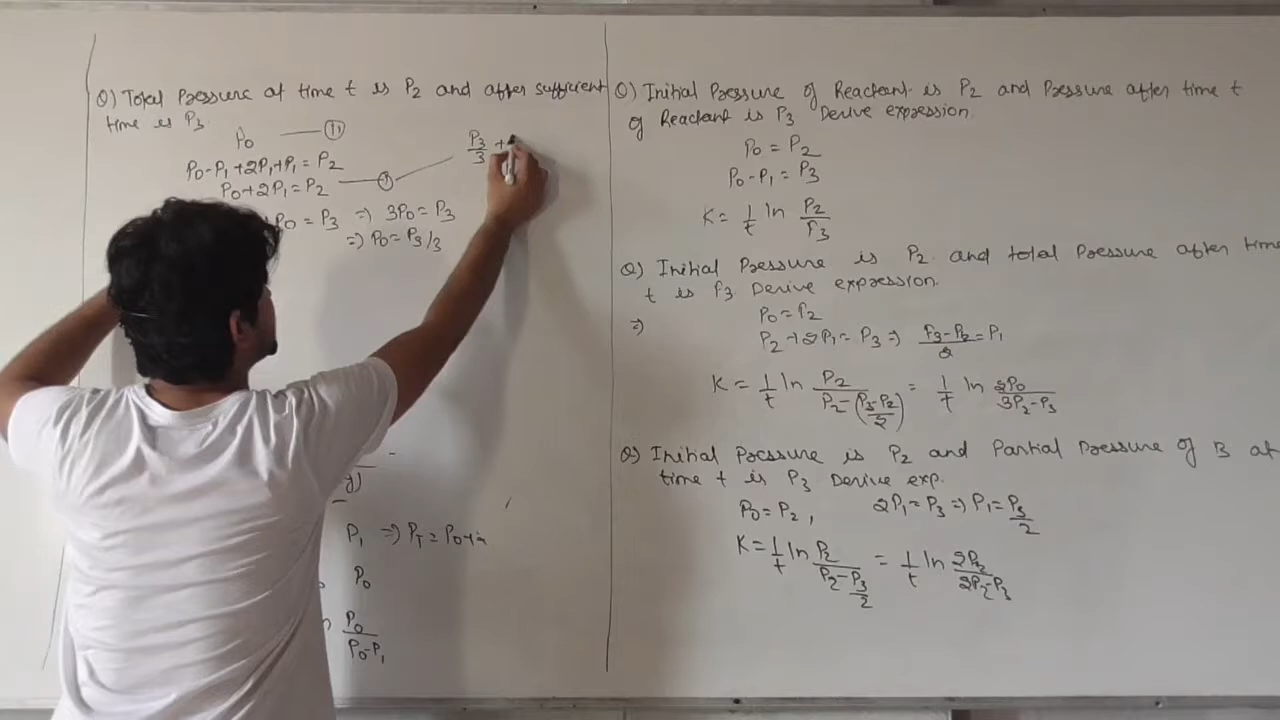 Q) Total Pressure at time t is P2 and after sufficient
time is P3
P0 — (11)
P0-P1+2P1+P1 = P2
P0+2P1 = P2 — (1)
P3/3 +
P0 = P3 => 3P0 = P3
=> P0 = P3/3
g)
P1 => PT = P0+
P0
P0/(P0-P1)
Q) Initial Pressure of Reactant is P2 and Pressure after time t
of Reactant is P3 Derive expression.
P0 = P2
P0-P1 = P3
K = 1/t ln P2/P3
Q) Initial Pressure is P2 and total Pressure after time
t is P3. Derive expression.
=> P0 = P2
P2+2P1 = P3 => (P3-P2)/2 = P1
K = 1/t ln P2/(P2-(P3-P2)/2) = 1/t ln 2P0/(3P2-P3)
Q) Initial Pressure is P2 and Partial Pressure of B at
time t is P3 Derive exp.
P0 = P2, 2P1 = P3 => P1 = P3/2
K = 1/t ln P2/(P2-P3/2) = 1/t ln 2P2/(2P2-P3)